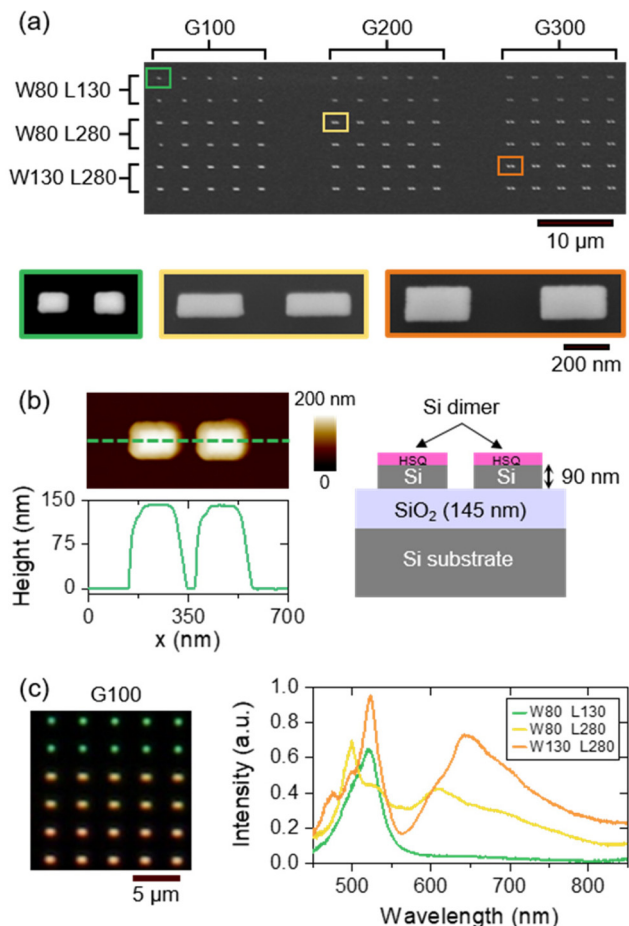 (a)
G100 G200 G300
W80 L130
W80 L280
W130 L280
10 µm
200 nm
(b)
200 nm
0
Height (nm)
150
75
0
0 350 700
x (nm)
Si dimer
HSQ HSQ
Si Si
90 nm
SiO₂ (145 nm)
Si substrate
(c)
G100
5 µm
Intensity (a.u.)
1.0
0.8
0.6
0.4
0.2
0.0
500 600 700 800
Wavelength (nm)
W80 L130
W80 L280
W130 L280